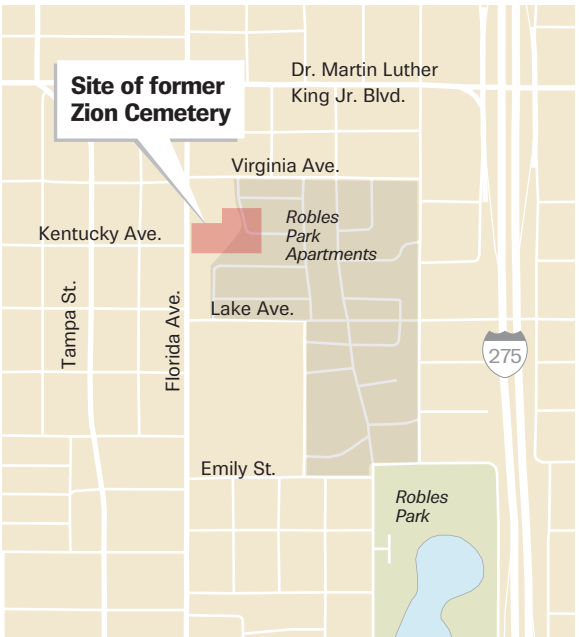 Dr. Martin Luther
King Jr. Blvd.
Site of former
Zion Cemetery
Virginia Ave.
Robles
Park
Apartments
Kentucky Ave.
Tampa St.
Florida Ave.
Lake Ave.
275
Emily St.
Robles
Park